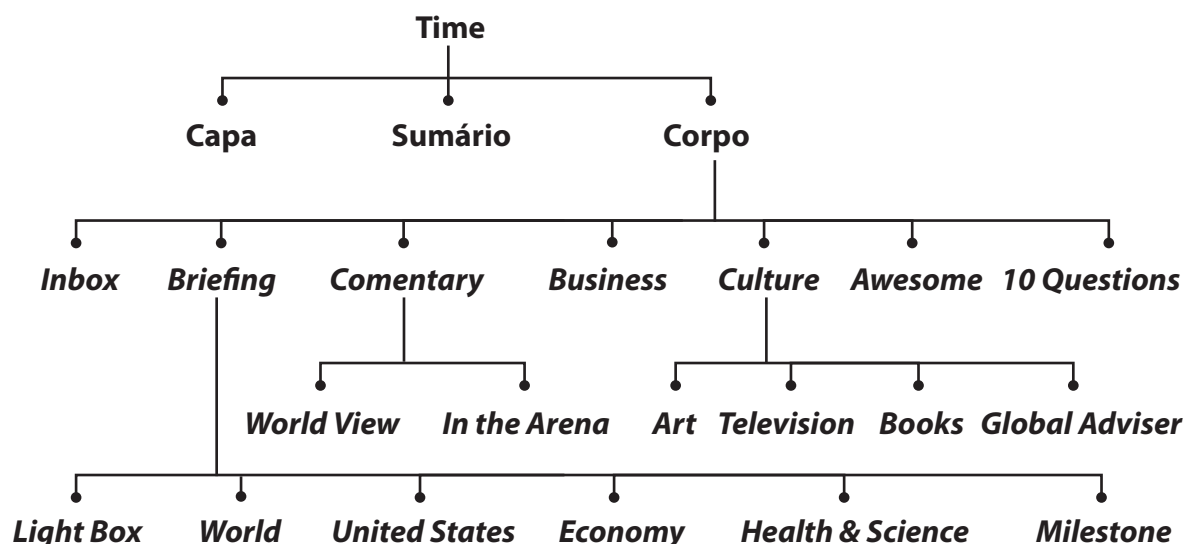 Time
Capa Sumário Corpo
Inbox Briefing Comentary Business Culture Awesome 10 Questions
World View In the Arena Art Television Books Global Adviser
Light Box World United States Economy Health & Science Milestone